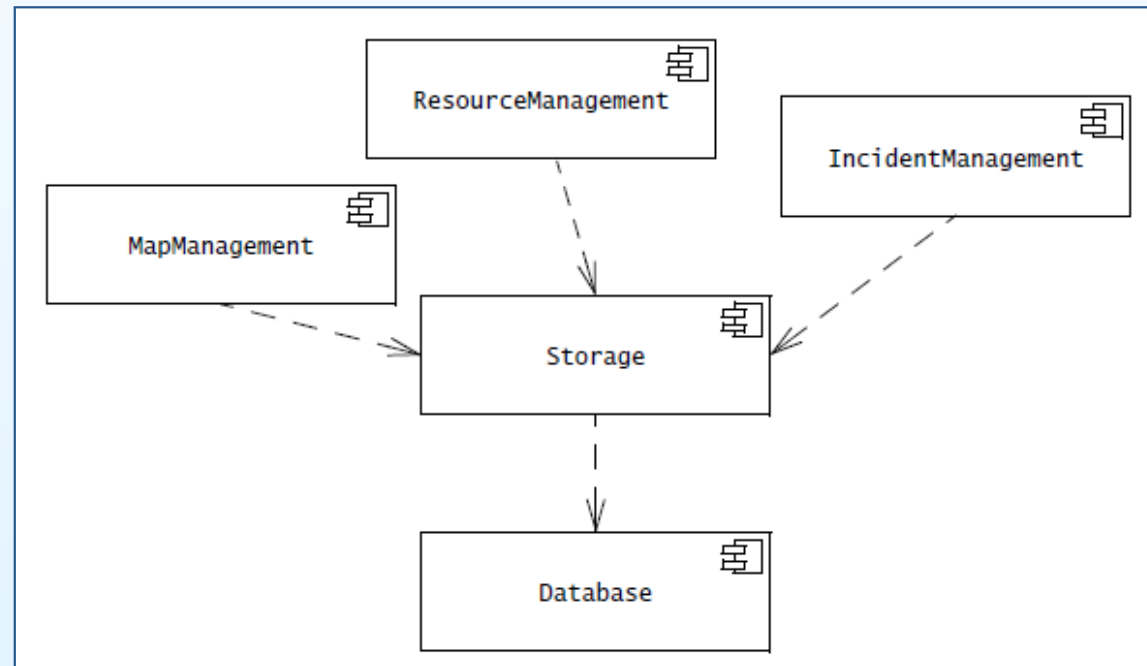 ResourceManagement
IncidentManagement
MapManagement
Storage
Database